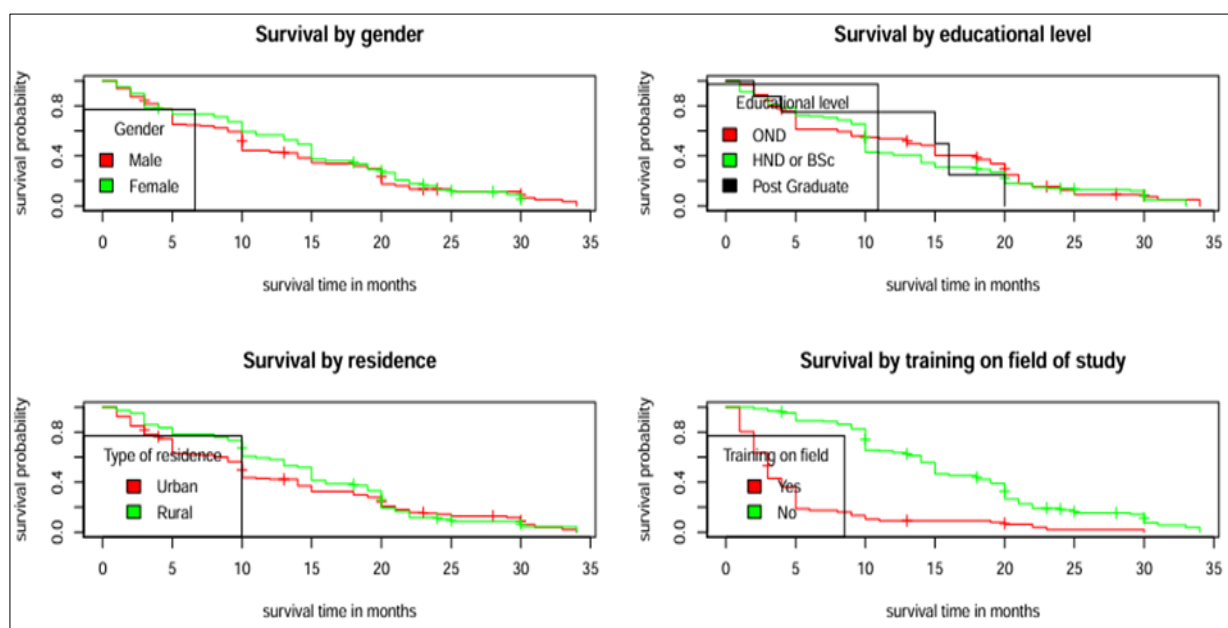 Survival by gender
survival probability
0.0 0.4 0.8
Gender
Male
Female
0 5 10 15 20 25 30 35
survival time in months
Survival by educational level
survival probability
0.0 0.4 0.8
Educational level
OND
HND or BSc
Post Graduate
0 5 10 15 20 25 30 35
survival time in months
Survival by residence
survival probability
0.0 0.4 0.8
Type of residence
Urban
Rural
0 5 10 15 20 25 30 35
survival time in months
Survival by training on field of study
survival probability
0.0 0.4 0.8
Training on field
Yes
No
0 5 10 15 20 25 30 35
survival time in months